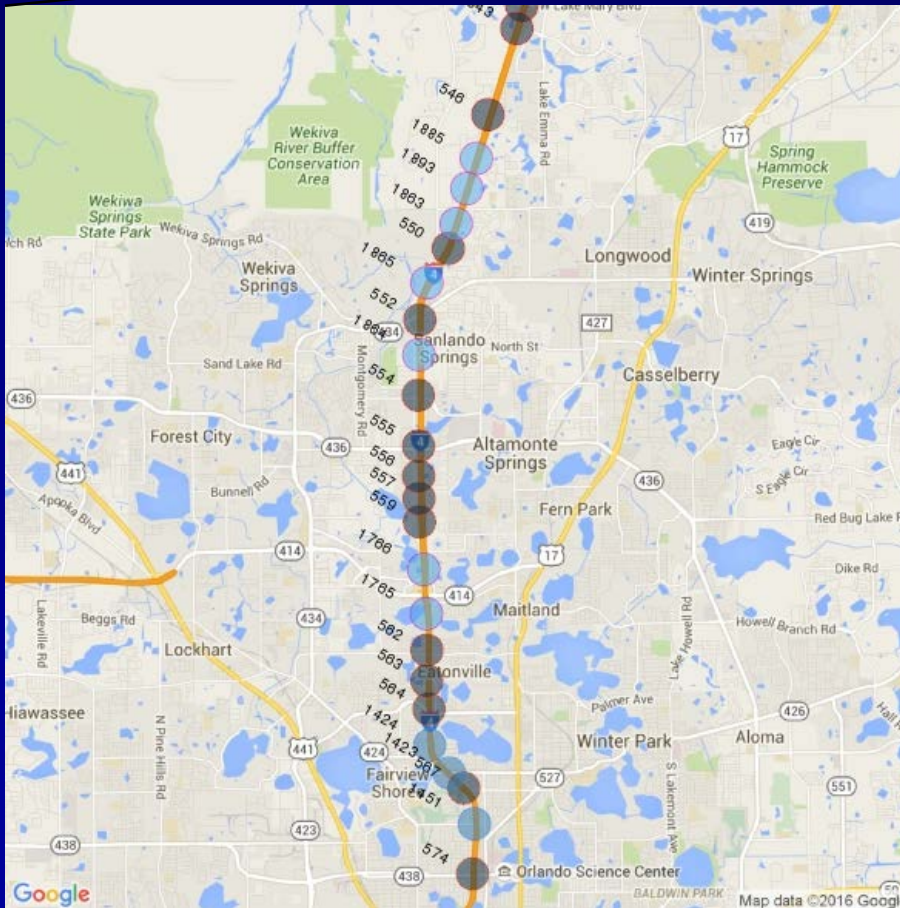 W Lake Mary Blvd
546
Lake Emma Rd
1885
Wekiva
River Buffer
Conservation
Area
17
1893
Spring
Hammock
Preserve
Wekiwa
Springs
State Park
1863
550
419
Wekiva Springs Rd
1865
Longwood
Wekiva
Springs
4
Winter Springs
552
427
1864
434
Sanlando
Springs
North St
Sand Lake Rd
Montgomery Rd
554
Casselberry
436
555
Forest City
436
4
Altamonte
Springs
Eagle Cir
556
441
557
436
S Eagle Cir
Bunnell Rd
Apopka Blvd
559
Fern Park
Red Bug Lake R
414
1766
17
Dike Rd
1765
414
Lakeville Rd
Beggs Rd
434
Maitland
Howell Branch Rd
562
Lake Howell Rd
Lockhart
563
Eatonville
564
Palmer Ave
Hiawassee
1424
426
N Pine Hills Rd
441
424
1423
Winter Park
Aloma
567
Fairview
Shores
527
551
1451
S Lakemont Ave
423
438
574
438
Orlando Science Center
BALDWIN PARK
Google
Map data ©2016 Googl